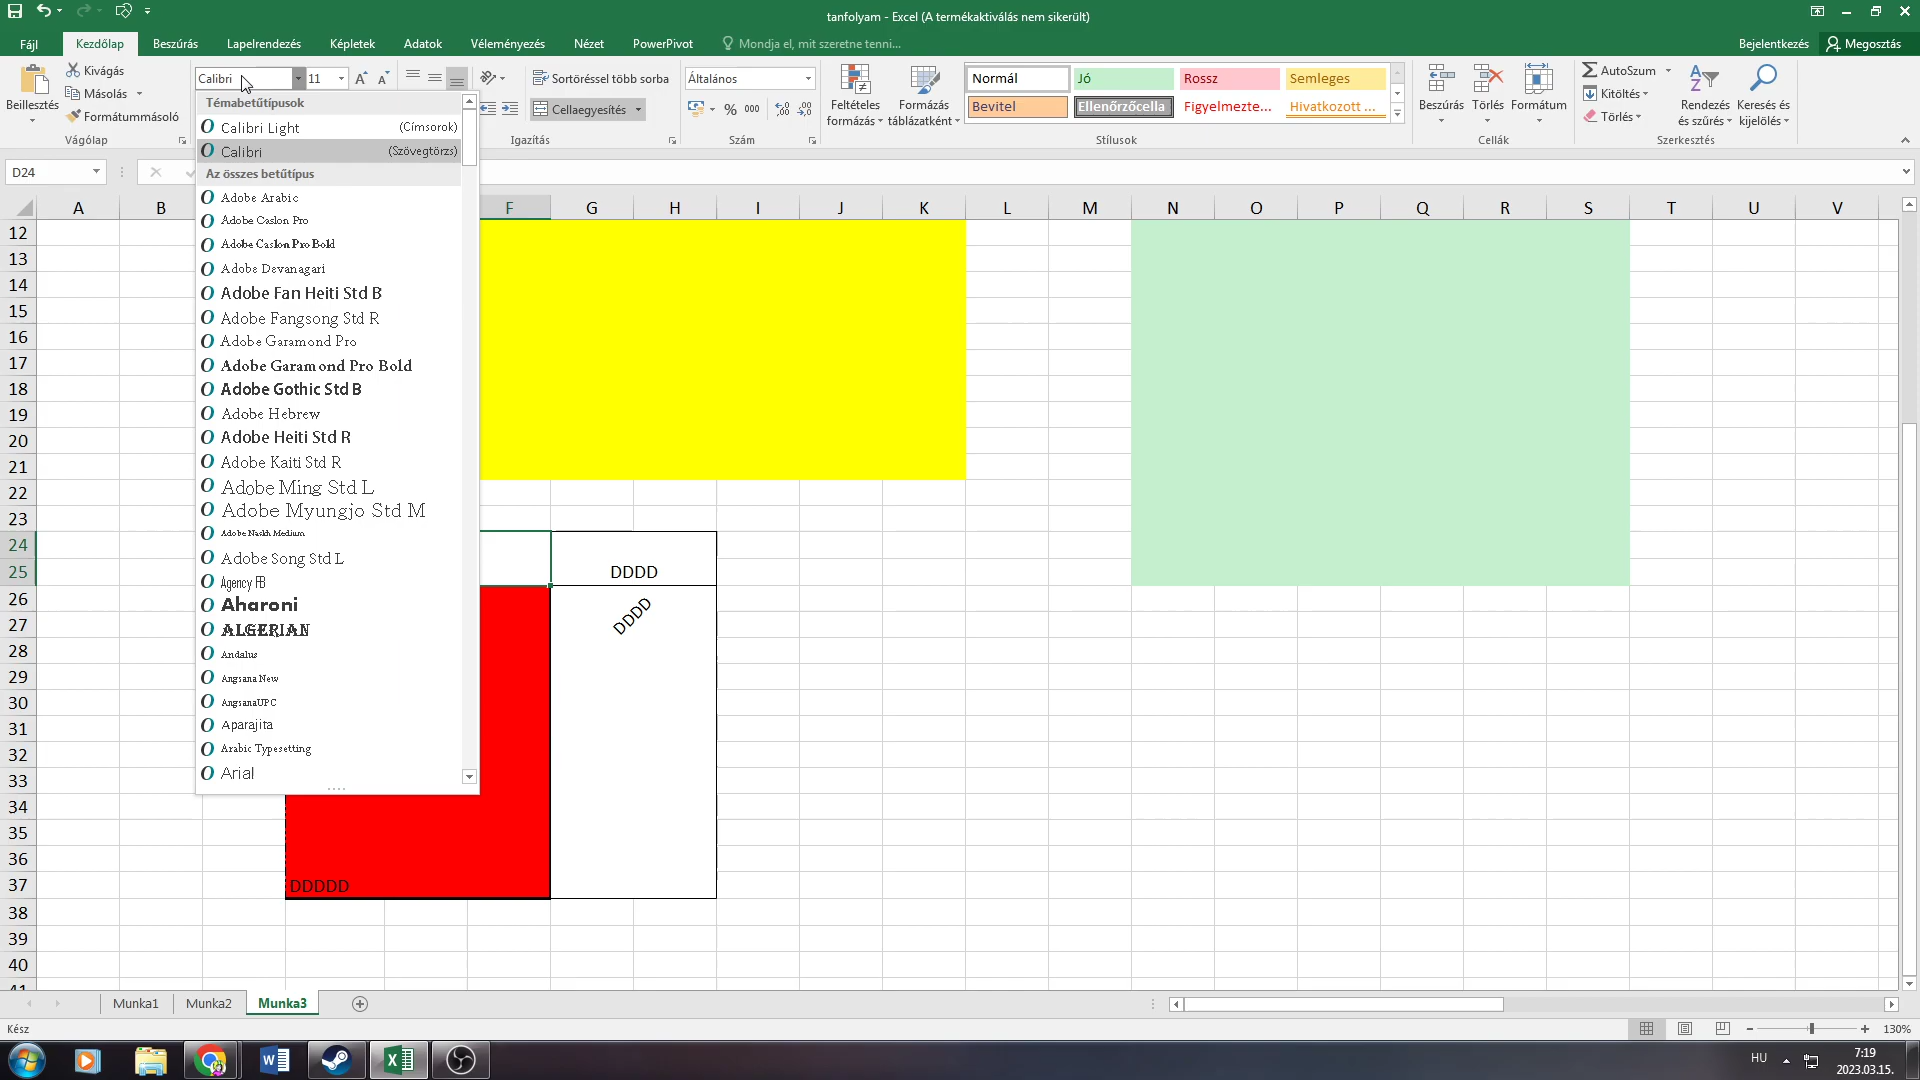 tanfolyam - Excel (A termékaktiválás nem sikerült)
Fájl Kezdőlap Beszúrás Lapelrendezés Képletek Adatok Véleményezés Nézet PowerPivot Mondja el, mit szeretne tenni... Bejelentkezés Megosztás
Beillesztés
Kivágás
Másolás
Formátummásoló
Vágólap
Calibri 11
Sortöréssel több sorba
Cellaegyesítés
Igazítás
Általános
% 000
Szám
Feltételes formázás
Formázás táblázatként
Normál Jó Rossz Semleges
Bevitel Ellenőrzőcella Figyelmezte... Hivatkozott ...
Stílusok
Beszúrás Törlés Formátum
Cellák
AutoSzum
Kitöltés
Törlés
Rendezés és szűrés
Keresés és kijelölés
Szerkesztés
D24
Témabetűtípusok
Calibri Light (Címsorok)
Calibri (Szövegtörzs)
Az összes betűtípus
Adobe Arabic
Adobe Caslon Pro
Adobe Caslon Pro Bold
Adobe Devanagari
Adobe Fan Heiti Std B
Adobe Fangsong Std R
Adobe Garamond Pro
Adobe Garamond Pro Bold
Adobe Gothic Std B
Adobe Hebrew
Adobe Heiti Std R
Adobe Kaiti Std R
Adobe Ming Std L
Adobe Myungjo Std M
Adobe Naskh Medium
Adobe Song Std L
Agency FB
Aharoni
ALGERIAN
Andalus
Angsana New
AngsanaUPC
Aparajita
Arabic Typesetting
Arial
A B F G H I J K L M N O P Q R S T U V
12
13
14
15
16
17
18
19
20
21
22
23
24
25 DDDD
26
27 DDDD
28
29
30
31
32
33
34
35
36
37 DDDDD
38
39
40
41
Munka1 Munka2 Munka3
Kész 130%
HU 7:19
2023.03.15.